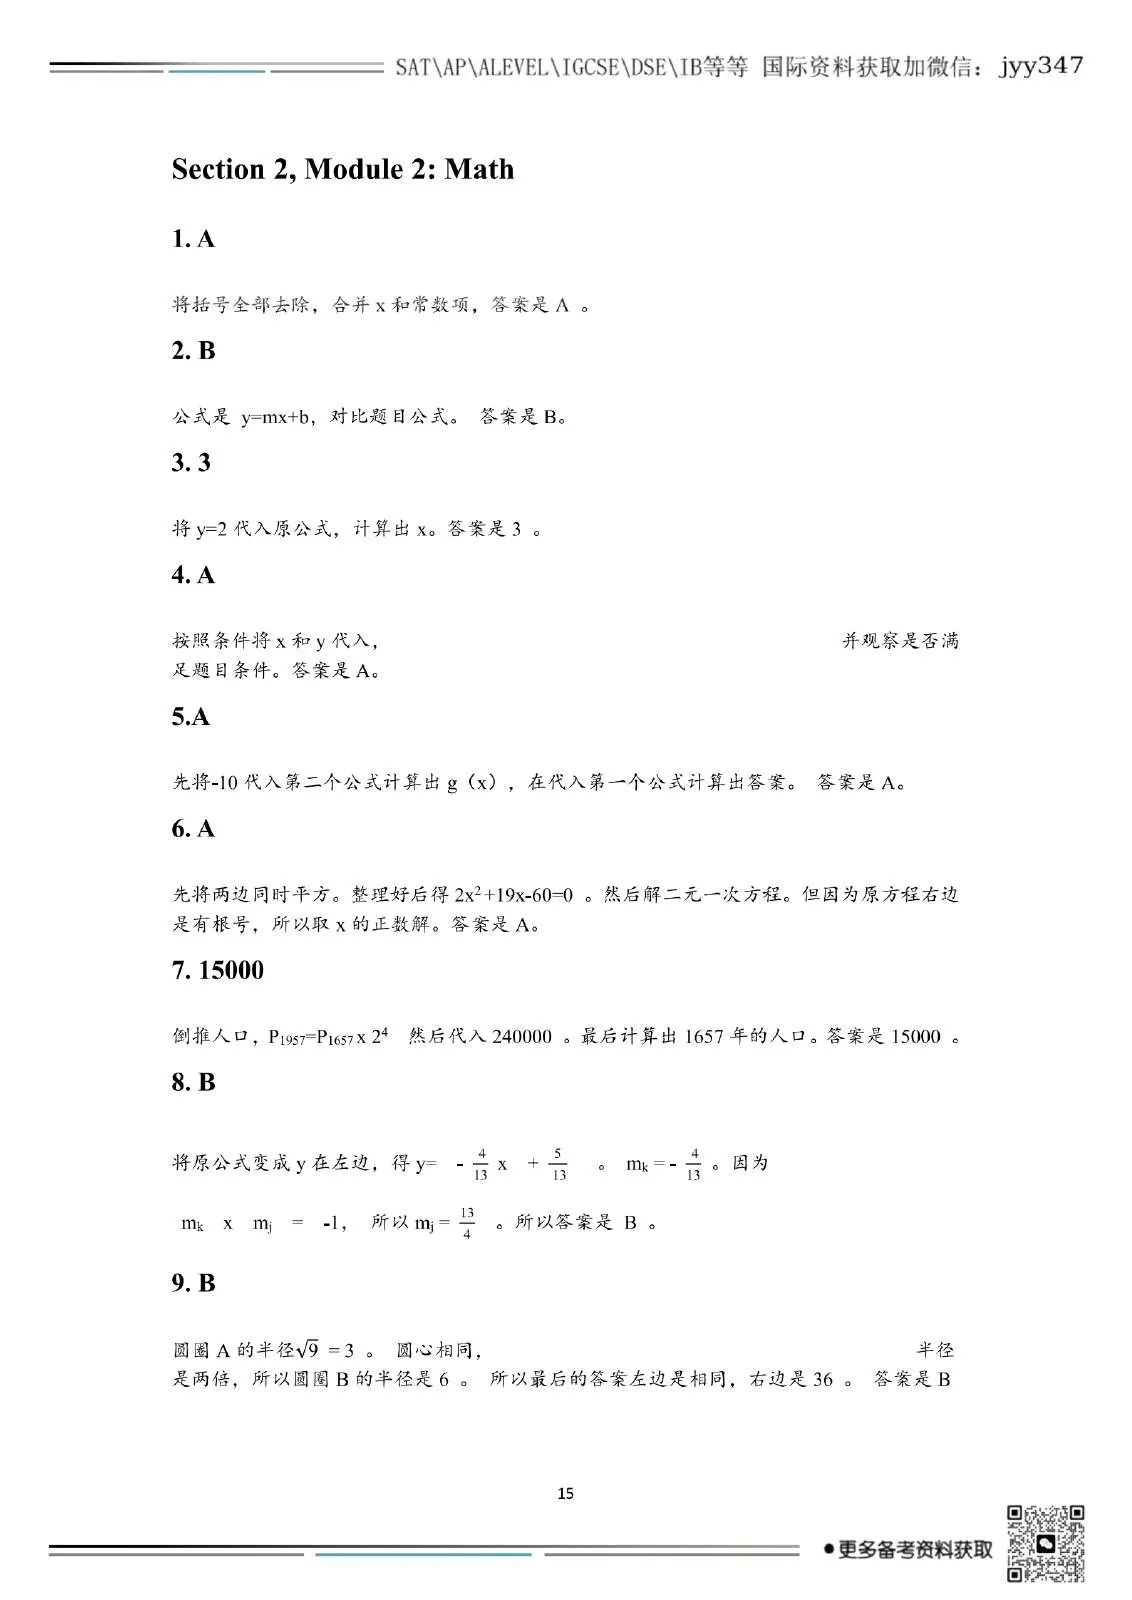 SAT\AP\ALEVEL\IGCSE\DSE\IB等等 国际资料获取加微信：jyy347
Section 2, Module 2: Math
1. A
将括号全部去除，合并 x 和常数项，答案是 A 。
2. B
公式是 y=mx+b，对比题目公式。 答案是 B。
3. 3
将 y=2 代入原公式，计算出 x。答案是 3 。
4. A
按照条件将 x 和 y 代入， 并观察是否满
足题目条件。答案是 A。
5.A
先将-10 代入第二个公式计算出 g（x），在代入第一个公式计算出答案。 答案是 A。
6. A
先将两边同时平方。整理好后得 2x²+19x-60=0 。然后解二元一次方程。但因为原方程右边
是有根号，所以取 x 的正数解。答案是 A。
7. 15000
倒推人口，P₁₉₅₇=P₁₆₅₇ x 2⁴ 然后代入 240000 。最后计算出 1657 年的人口。答案是 15000 。
8. B
将原公式变成 y 在左边，得 y= - 4/13 x + 5/13 。 mₖ = - 4/13 。因为
mₖ x mⱼ = -1， 所以 mⱼ = 13/4 。所以答案是 B 。
9. B
圆圈 A 的半径√9 = 3 。 圆心相同， 半径
是两倍，所以圆圈 B 的半径是 6 。 所以最后的答案左边是相同，右边是 36 。 答案是 B
15
●更多备考资料获取